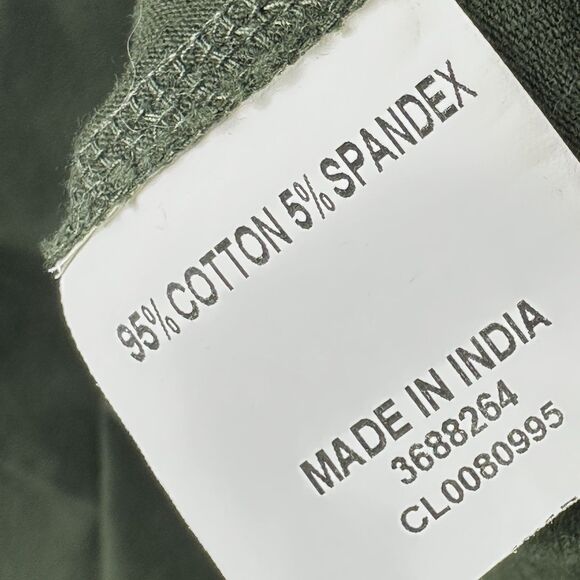 95% COTTON 5% SPANDEX
MADE IN INDIA
3688264
CL0080995